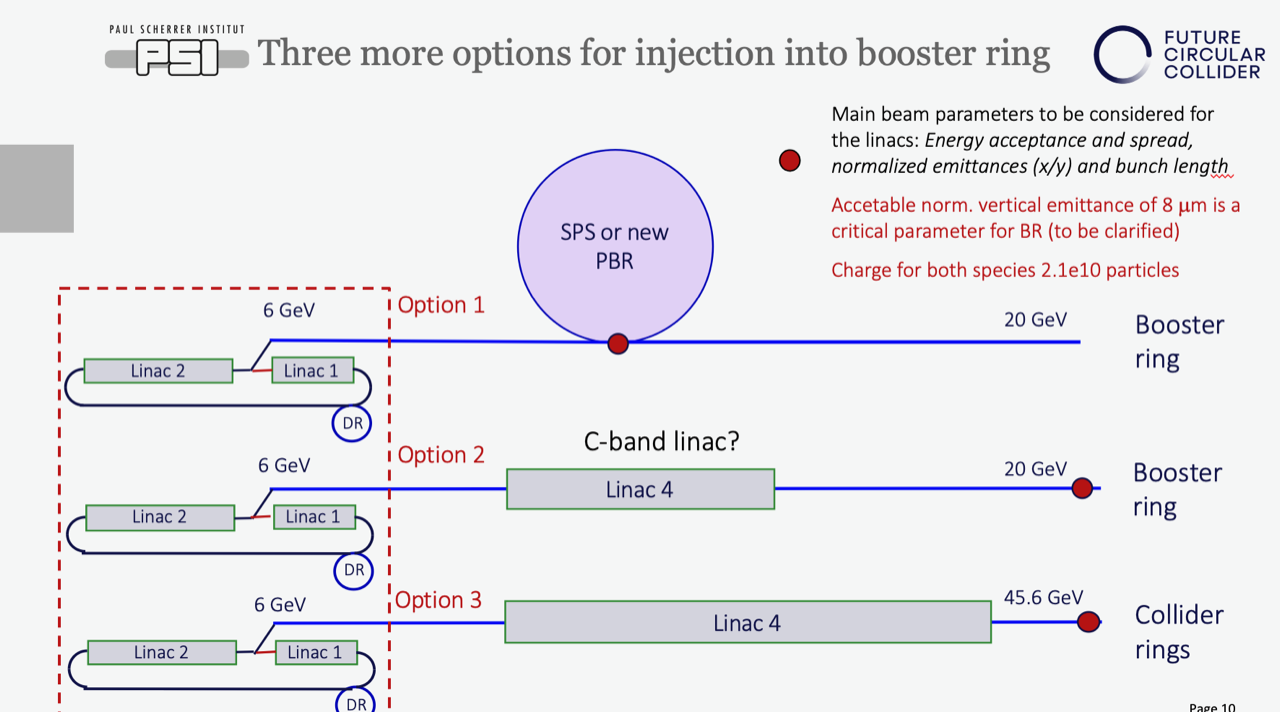 PAUL SCHERRER INSTITUT
PSI
Three more options for injection into booster ring
FUTURE
CIRCULAR
COLLIDER
Main beam parameters to be considered for
the linacs: Energy acceptance and spread,
normalized emittances (x/y) and bunch length
Accetable norm. vertical emittance of 8 μm is a
critical parameter for BR (to be clarified)
Charge for both species 2.1e10 particles
SPS or new
PBR
6 GeV
Option 1
20 GeV
Booster
ring
Linac 2
Linac 1
DR
C-band linac?
6 GeV
Option 2
Linac 4
20 GeV
Booster
ring
Linac 2
Linac 1
DR
6 GeV
Option 3
Linac 4
45.6 GeV
Collider
rings
Linac 2
Linac 1
DR
Page 10